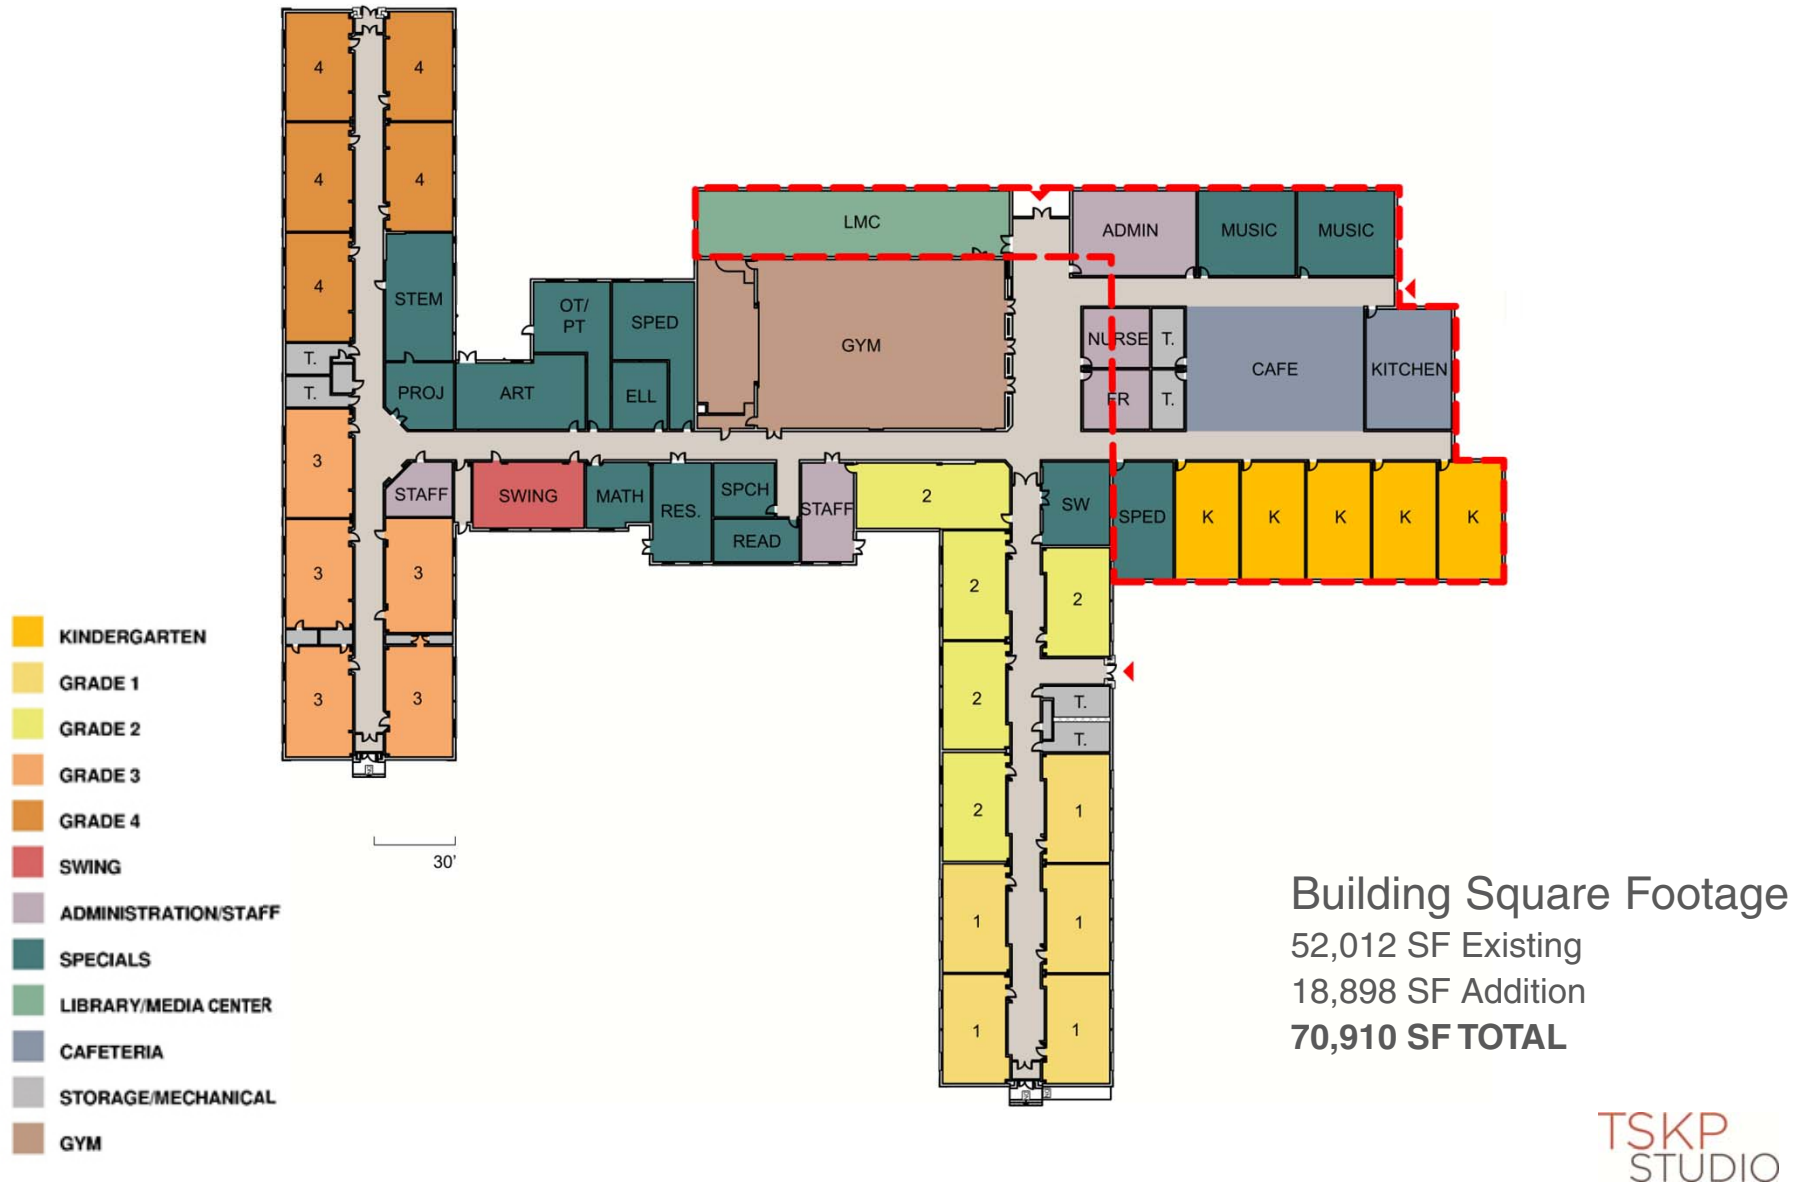 4
4
4
4
4
STEM
T.
T.
PROJ
ART
OT/
PT
SPED
ELL
LMC
GYM
ADMIN
MUSIC
MUSIC
NURSE
T.
FR
T.
CAFE
KITCHEN
3
STAFF
SWING
MATH
RES.
SPCH
READ
STAFF
2
SW
SPED
K
K
K
K
K
3
3
2
2
3
3
2
T.
T.
2
1
1
1
1
1
30'
KINDERGARTEN
GRADE 1
GRADE 2
GRADE 3
GRADE 4
SWING
ADMINISTRATION/STAFF
SPECIALS
LIBRARY/MEDIA CENTER
CAFETERIA
STORAGE/MECHANICAL
GYM
Building Square Footage
52,012 SF Existing
18,898 SF Addition
70,910 SF TOTAL
TSKP
STUDIO